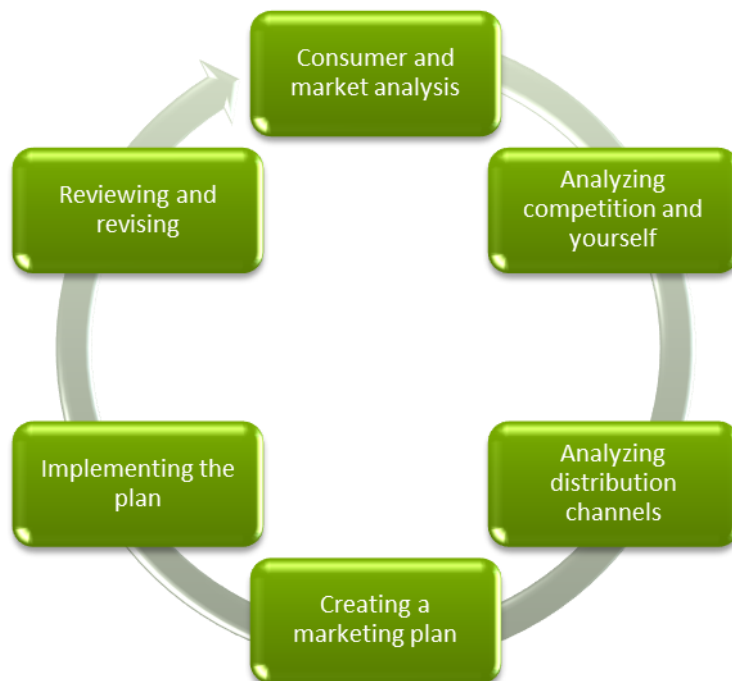 Consumer and
market analysis
Analyzing
competition and
yourself
Analyzing
distribution
channels
Creating a
marketing plan
Implementing the
plan
Reviewing and
revising